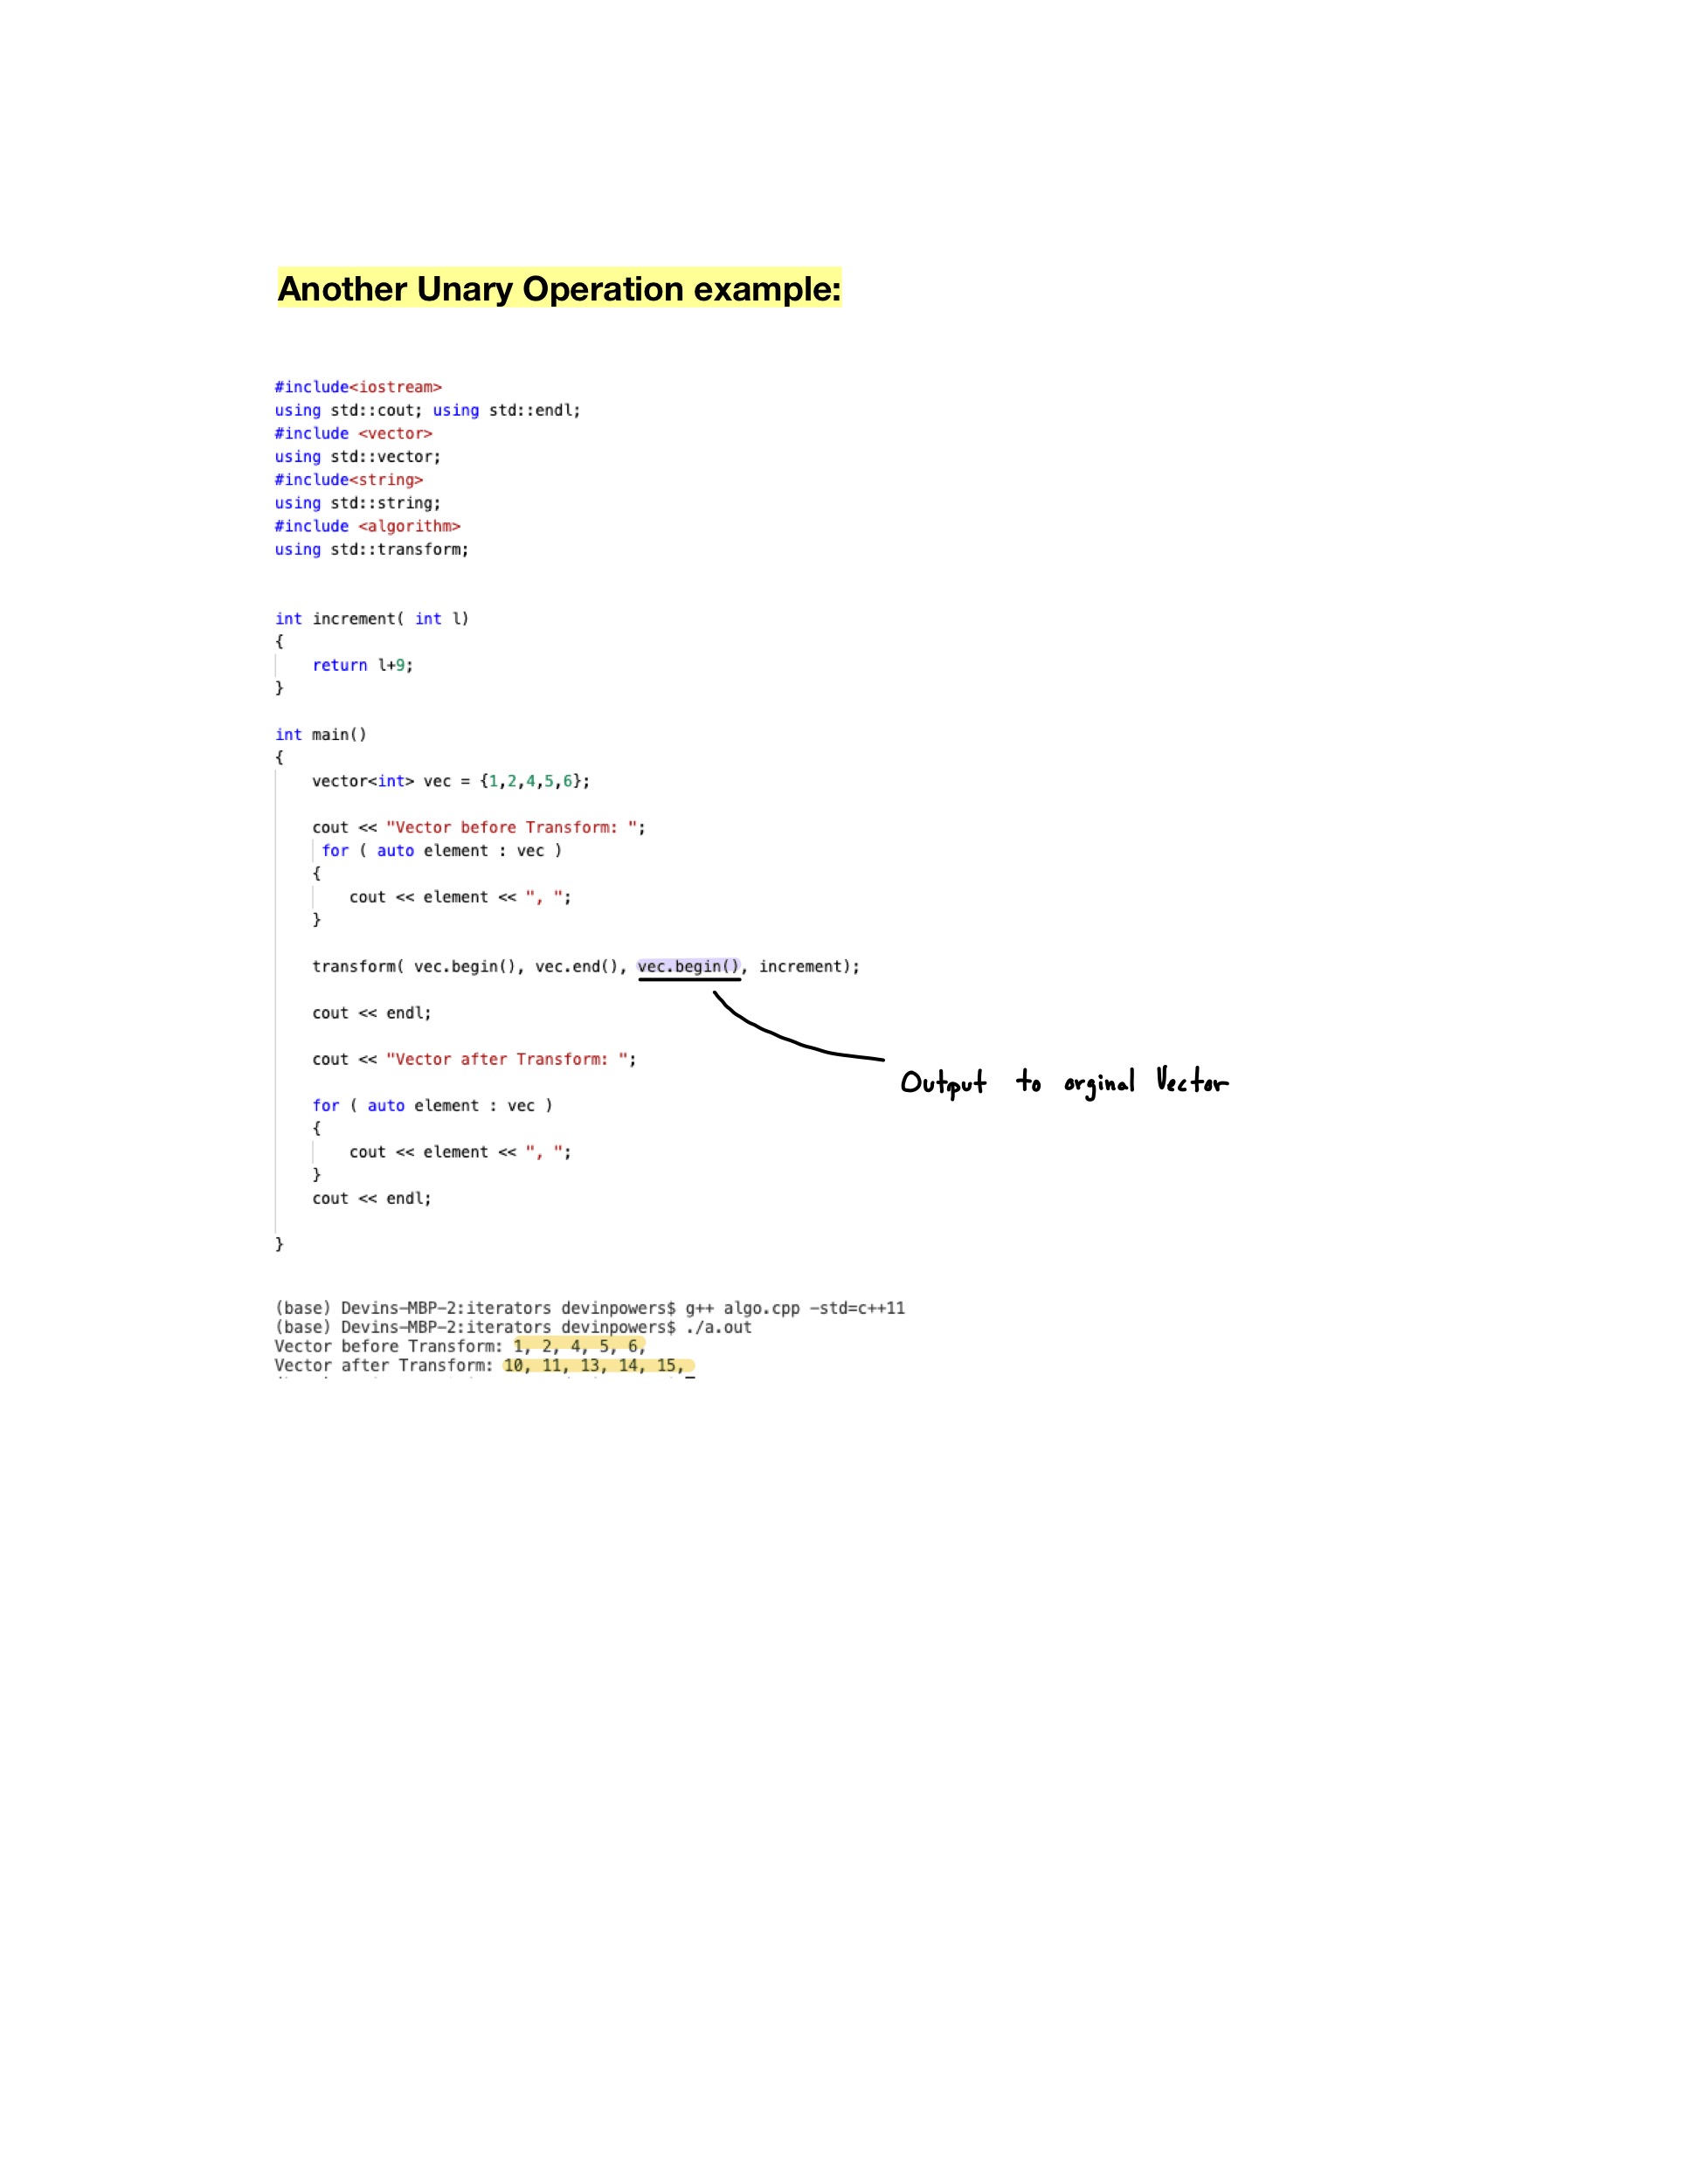 Another Unary Operation example:
#include<iostream>
using std::cout; using std::endl;
#include <vector>
using std::vector;
#include<string>
using std::string;
#include <algorithm>
using std::transform;
int increment( int l)
{
return l+9;
}
int main()
{
vector<int> vec = {1,2,4,5,6};
cout << "Vector before Transform: ";
for ( auto element : vec )
{
cout << element << ", ";
}
transform( vec.begin(), vec.end(), vec.begin(), increment);
cout << endl;
cout << "Vector after Transform: ";
Output to orginal Vector
for ( auto element : vec )
{
cout << element << ", ";
}
cout << endl;
}
(base) Devins-MBP-2:iterators devinpowers$ g++ algo.cpp -std=c++11
(base) Devins-MBP-2:iterators devinpowers$ ./a.out
Vector before Transform: 1, 2, 4, 5, 6,
Vector after Transform: 10, 11, 13, 14, 15,